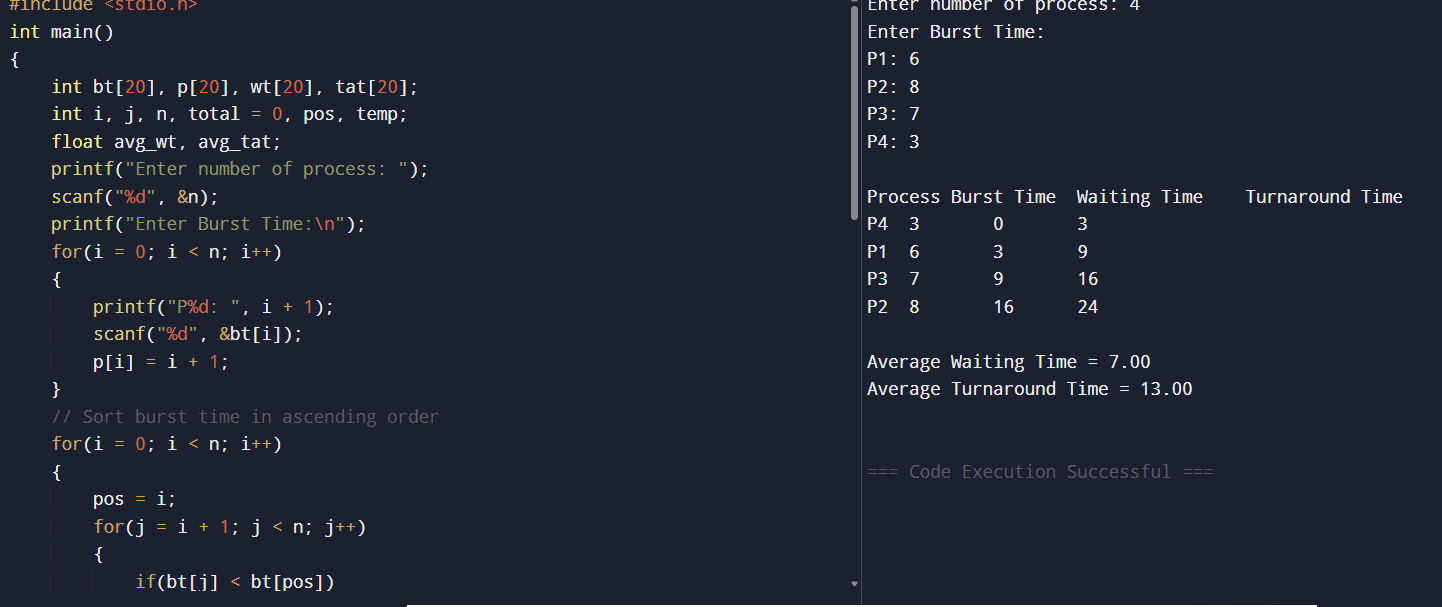 #include <stdio.h>
int main()
{
    int bt[20], p[20], wt[20], tat[20];
    int i, j, n, total = 0, pos, temp;
    float avg_wt, avg_tat;
    printf("Enter number of process: ");
    scanf("%d", &n);
    printf("Enter Burst Time:\n");
    for(i = 0; i < n; i++)
    {
        printf("P%d: ", i + 1);
        scanf("%d", &bt[i]);
        p[i] = i + 1;
    }
    // Sort burst time in ascending order
    for(i = 0; i < n; i++)
    {
        pos = i;
        for(j = i + 1; j < n; j++)
        {
            if(bt[j] < bt[pos])
Enter number of process: 4
Enter Burst Time:
P1: 6
P2: 8
P3: 7
P4: 3
Process Burst Time  Waiting Time    Turnaround Time
P4  3       0       3
P1  6       3       9
P3  7       9       16
P2  8       16      24
Average Waiting Time = 7.00
Average Turnaround Time = 13.00
=== Code Execution Successful ===